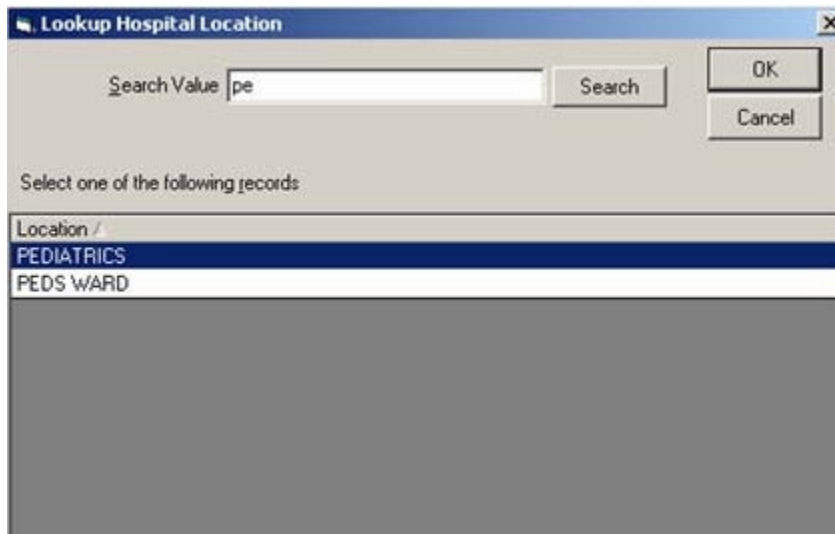 Lookup Hospital Location
Search Value pe Search
OK
Cancel
Select one of the following records
Location
PEDIATRICS
PEDS WARD